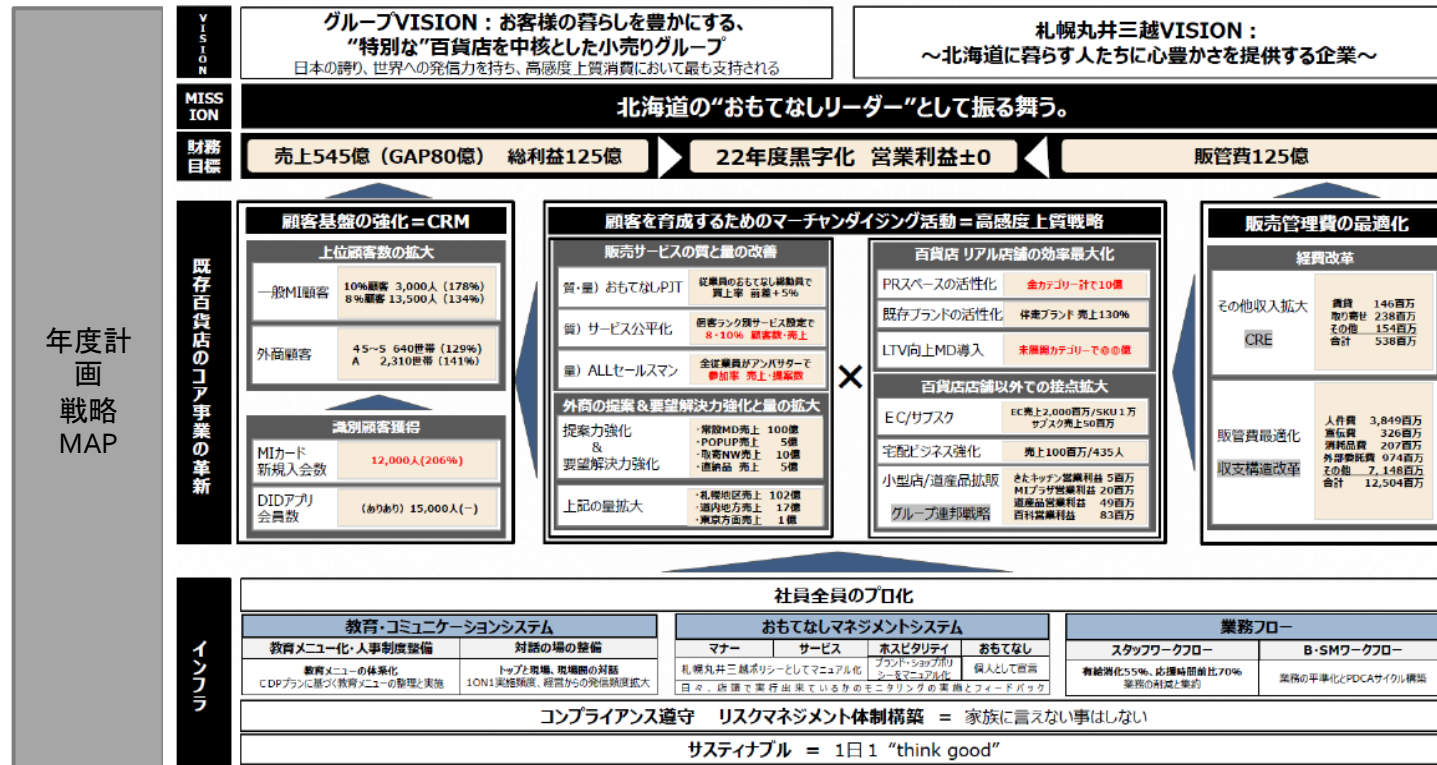 年度計
画
戦略
MAP
VISION
グループVISION：お客様の暮らしを豊かにする、
“特別な”百貨店を中核とした小売りグループ
日本の誇り、世界への発信力を持ち、高感度上質消費において最も支持される
札幌丸井三越VISION：
～北海道に暮らす人たちに心豊かさを提供する企業～
MISS
ION
北海道の“おもてなしリーダー”として振る舞う。
財務
目標
売上545億（GAP80億）　総利益125億
22年度黒字化　営業利益±0
販管費125億
既存百貨店のコア事業の革新
顧客基盤の強化＝CRM
上位顧客数の拡大
一般MI顧客
10%顧客 3,000人（178%）
8%顧客 13,500人（134%）
外商顧客
45～5 640世帯（129%）
A 2,310世帯（141%）
識別顧客獲得
MIカード
新規入会数
12,000人(206%)
DIDアプリ
会員数
（ありあり）15,000人(－)
顧客を育成するためのマーチャンダイジング活動＝高感度上質戦略
販売サービスの質と量の改善
質・量）おもてなしPJT
従業員のおもてなし総動員で
買上率 前差＋5%
質）サービス公平化
個客ランク別サービス設定で
8・10% 顧客数・売上
量）ALLセールスマン
全従業員がアンバサダーで
参加率 売上・提案数
外商の提案＆要望解決力強化と量の拡大
提案力強化
＆
要望解決力強化
・常設MD売上 100億
・POPUP売上 5億
・取寄NW売上 10億
・直納品 売上 5億
上記の量拡大
・札幌地区売上 102億
・道内地方売上 17億
・東京方面売上 1億
×
百貨店 リアル店舗の効率最大化
PRスペースの活性化
全カテゴリー計で10億
既存ブランドの活性化
伴走ブランド 売上130%
LTV向上MD導入
未展開カテゴリーで◎◎億
百貨店店舗以外での接点拡大
EC/サブスク
EC売上2,000百万/SKU1万
サブスク売上50百万
宅配ビジネス強化
売上100百万/435人
小型店/道産品拡販
グループ連邦戦略
きたキッチン営業利益 5百万
MIプラザ営業利益 20百万
道産品営業利益 49百万
百科営業利益 83百万
販売管理費の最適化
経費改革
その他収入拡大
CRE
賃貸 146百万
取り寄せ 238百万
その他 154百万
合計 538百万
販管費最適化
収支構造改革
人件費 3,849百万
宣伝費 326百万
消耗品費 207百万
外部委託費 974百万
その他 7,148百万
合計 12,504百万
インフラ
社員全員のプロ化
教育・コミュニケーションシステム
教育メニュー化・人事制度整備
対話の場の整備
教育メニューの体系化
CDPプランに基づく教育メニューの整理と実施
トップと現場、現場間の対話
1ON1実施頻度、経営からの発信頻度拡大
おもてなしマネジメントシステム
マナー
サービス
ホスピタリティ
おもてなし
札幌丸井三越ポリシーとしてマニュアル化
ブランド・ショップポリ
シーをマニュアル化
個人として宣言
日々、店頭で実行出来ているかのモニタリングの実施とフィードバック
業務フロー
スタッフワークフロー
B・SMワークフロー
有給消化55%、応援時間前比70%
業務の削減と集約
業務の平準化とPDCAサイクル構築
コンプライアンス遵守　リスクマネジメント体制構築 ＝ 家族に言えない事はしない
サスティナブル ＝ 1日1 “think good”